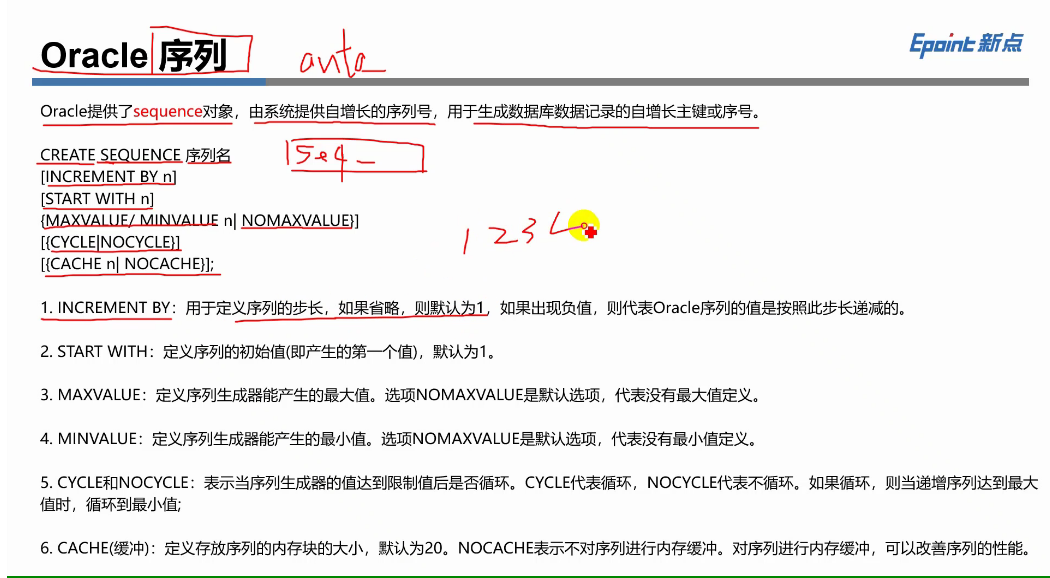 Oracle 序列
auto
Epoint 新点
Oracle提供了sequence对象，由系统提供自增长的序列号，用于生成数据库数据记录的自增长主键或序号。
CREATE SEQUENCE 序列名
seq_
[INCREMENT BY n]
[START WITH n]
{MAXVALUE/ MINVALUE n| NOMAXVALUE}]
[{CYCLE|NOCYCLE}]
1 2 3 4
[{CACHE n| NOCACHE}];
1. INCREMENT BY：用于定义序列的步长，如果省略，则默认为1，如果出现负值，则代表Oracle序列的值是按照此步长递减的。
2. START WITH：定义序列的初始值(即产生的第一个值)，默认为1。
3. MAXVALUE：定义序列生成器能产生的最大值。选项NOMAXVALUE是默认选项，代表没有最大值定义。
4. MINVALUE：定义序列生成器能产生的最小值。选项NOMAXVALUE是默认选项，代表没有最小值定义。
5. CYCLE和NOCYCLE：表示当序列生成器的值达到限制值后是否循环。CYCLE代表循环，NOCYCLE代表不循环。如果循环，则当递增序列达到最大
值时，循环到最小值;
6. CACHE(缓冲)：定义存放序列的内存块的大小，默认为20。NOCACHE表示不对序列进行内存缓冲。对序列进行内存缓冲，可以改善序列的性能。